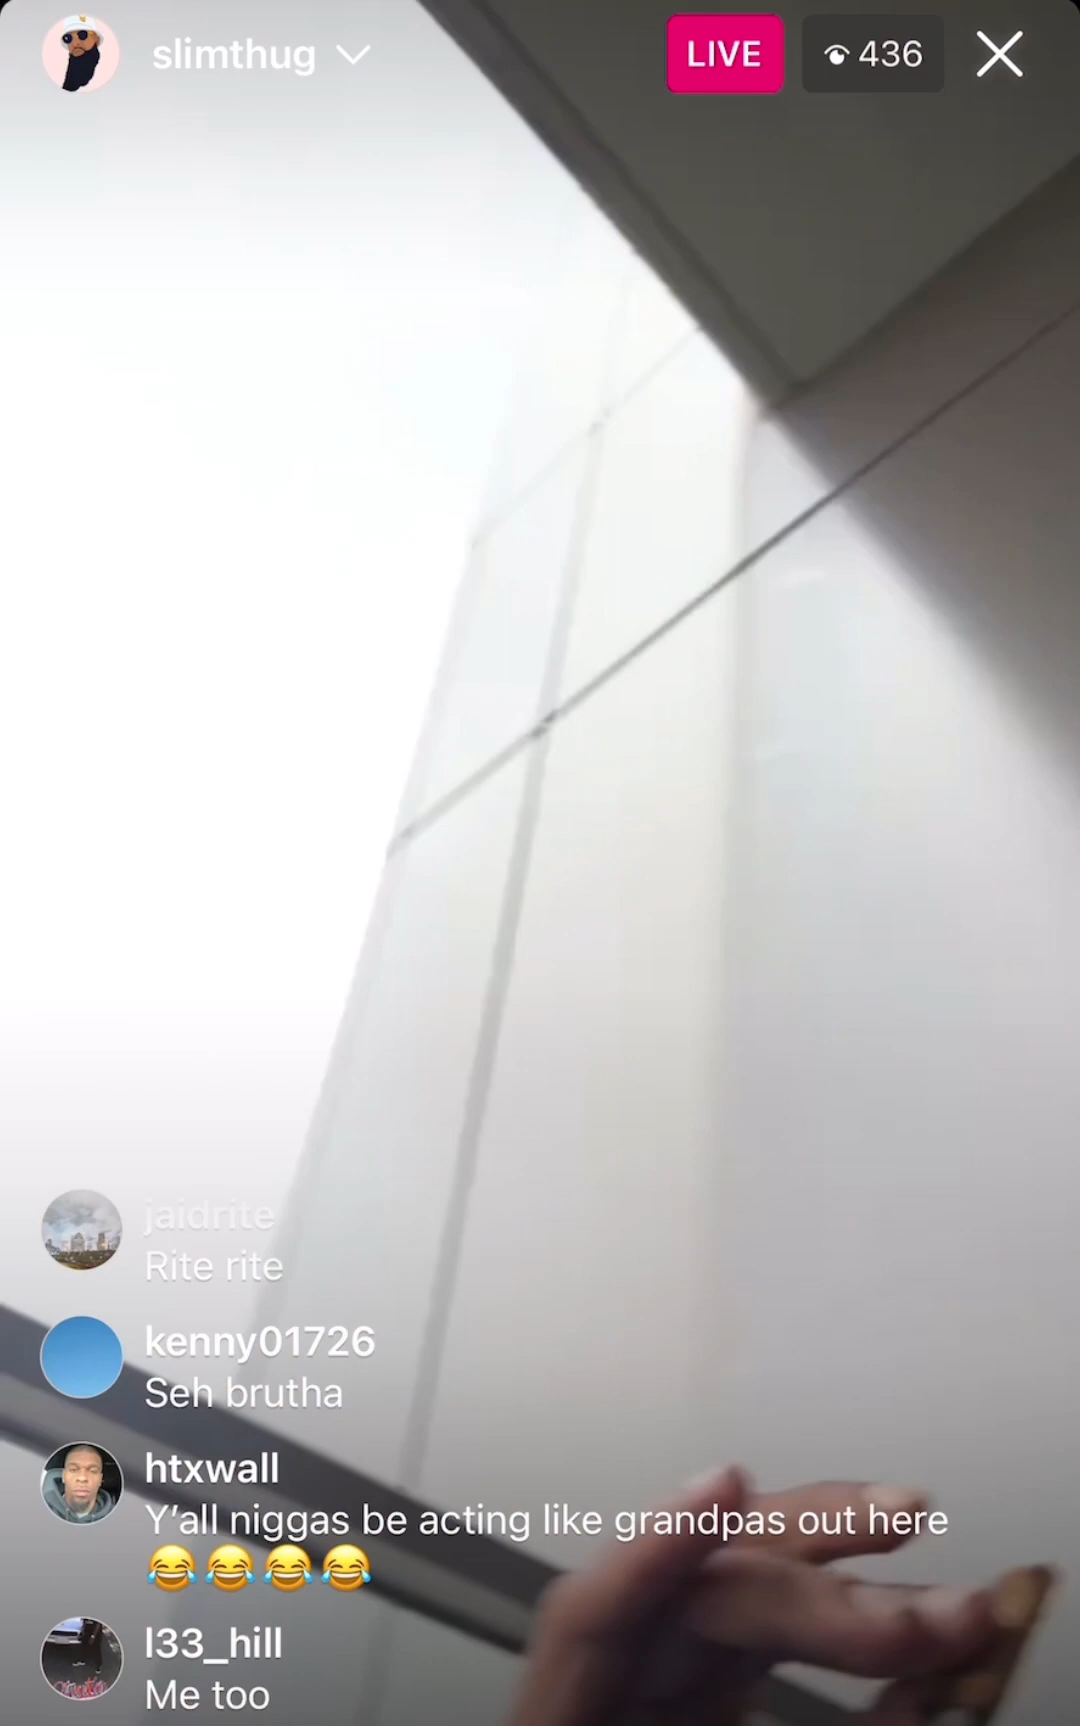 slimthug
LIVE
436
jaidrite
Rite rite
kenny01726
Seh brutha
htxwall
Y'all niggas be acting like grandpas out here
😂😂😂😂
l33_hill
Me too